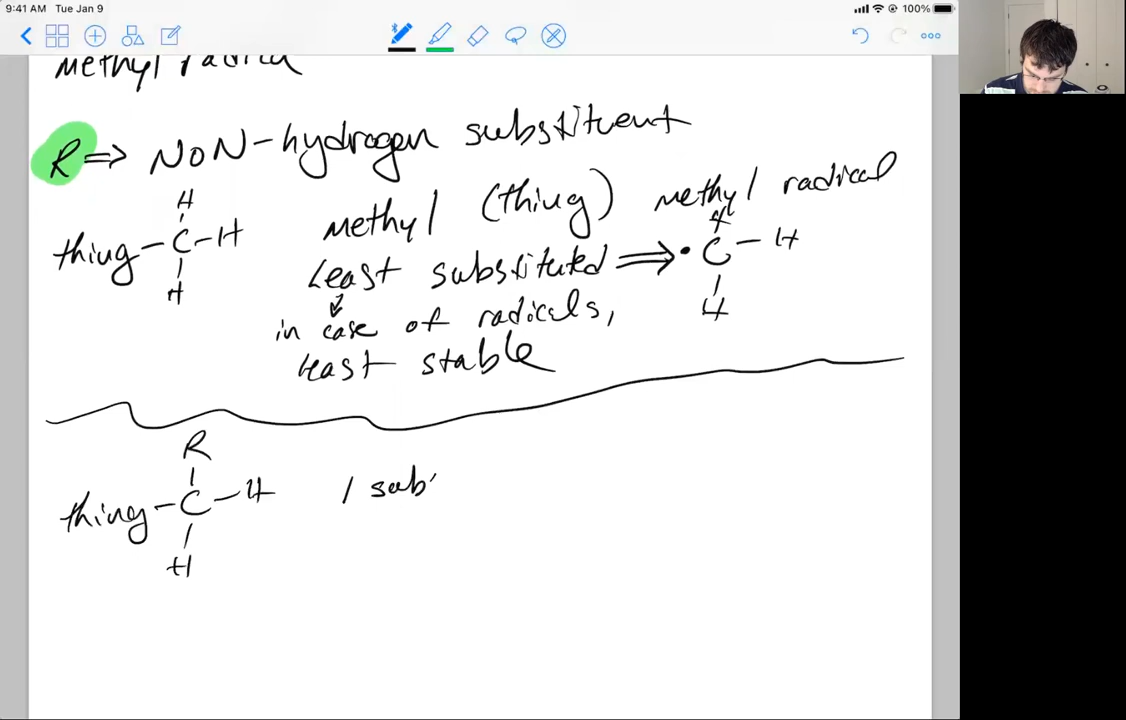 9:41 AM Tue Jan 9
100%
methyl radical
R => NON-hydrogen substituent
H
thing-C-H
H
methyl (thing)
Least substituted =>
in case of radicals,
least stable
methyl radical
H
•C-H
H
R
thing-C-H
H
1 sub